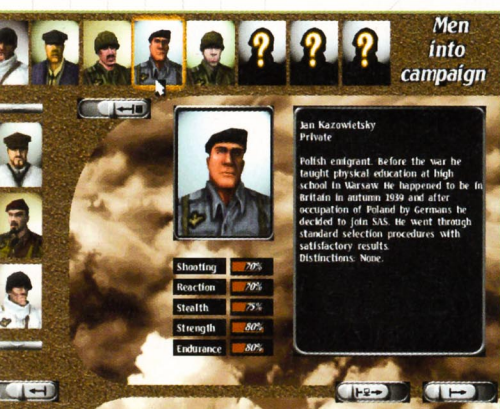 Men
into
campaign
? ? ?
Jan Kazowietsky
Private
Polish emigrant. Before the war he
taught physical education at high
school in Warsaw He happened to be in
Britain in autumn 1939 and after
occupation of Poland by Germans he
decided to join SAS. He went through
standard selection procedures with
satisfactory results.
Distinctions: None.
Shooting 70%
Reaction 70%
Stealth 75%
Strength 80%
Endurance 80%